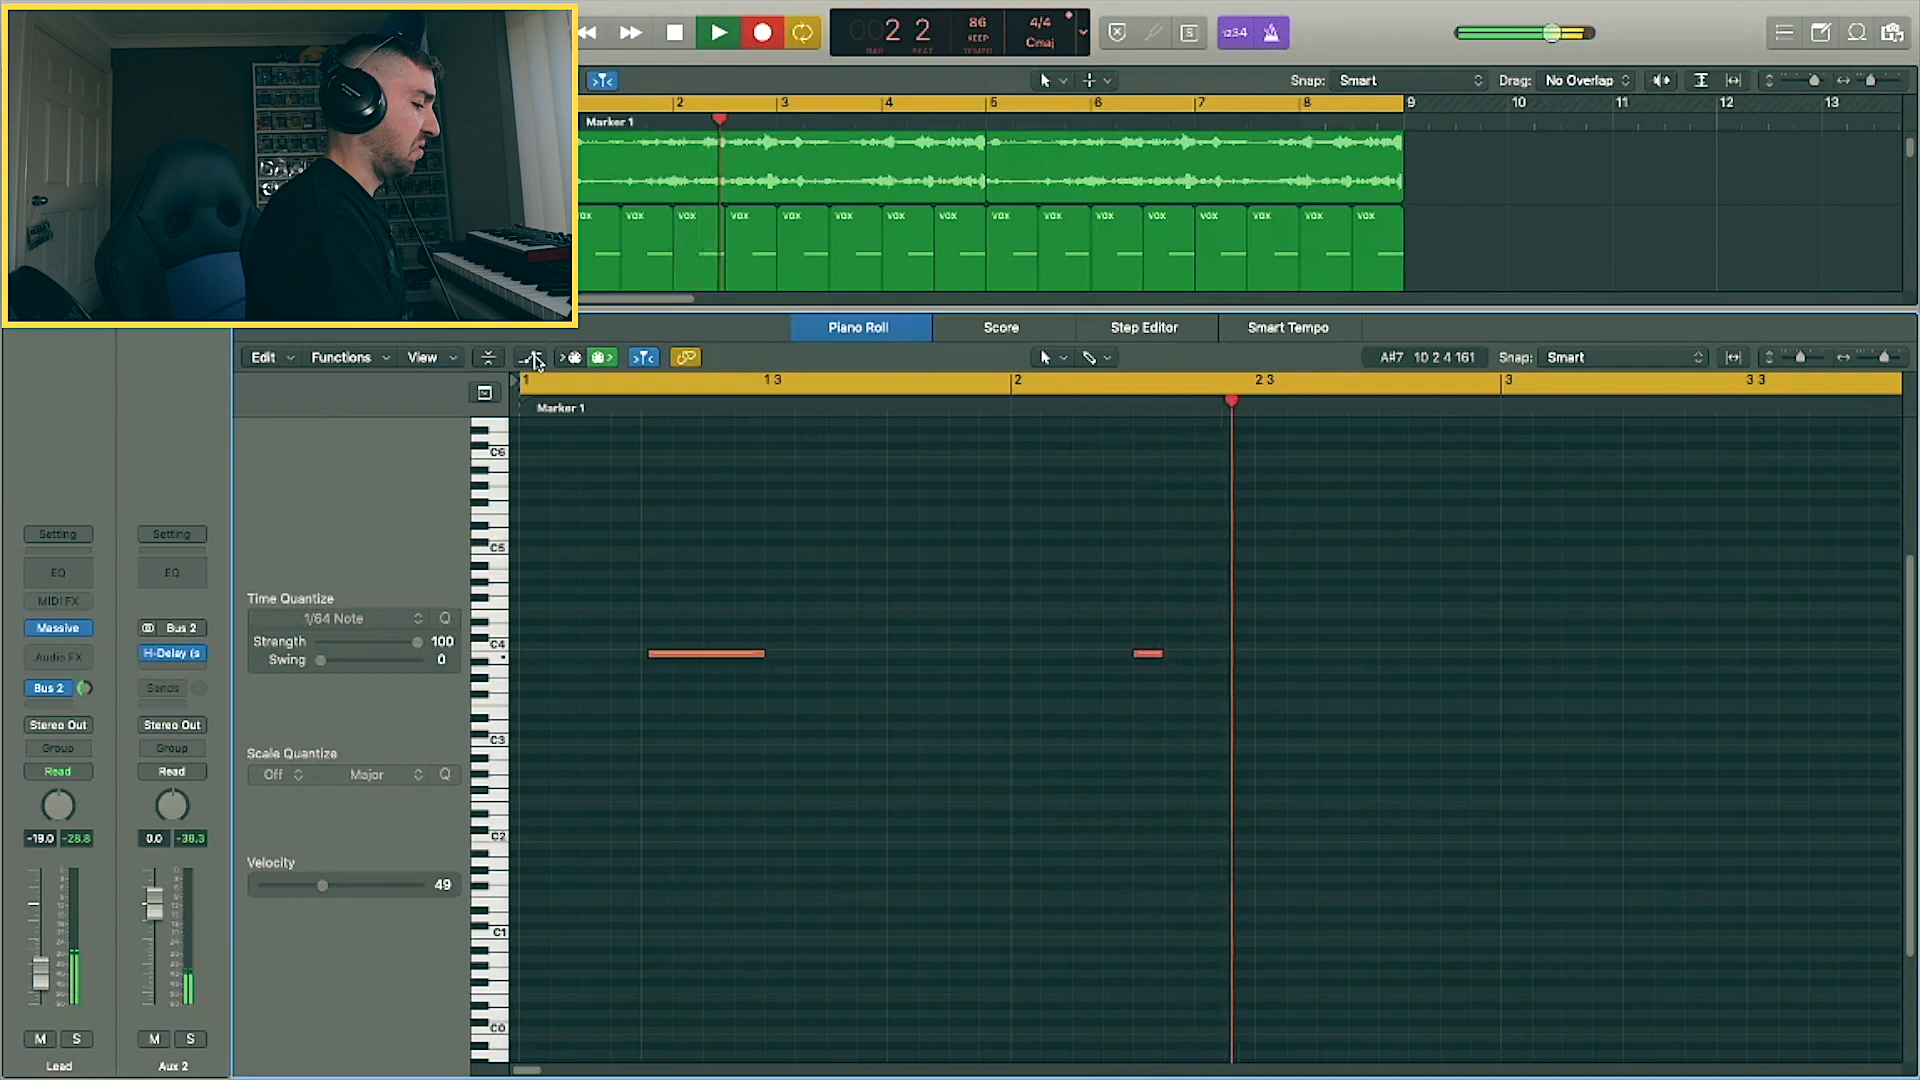 2 2
BAR BEAT
86
KEEP
TEMPO
4/4
Cmaj
S
1234
Snap: Smart
Drag: No Overlap
2 3 4 5 6 7 8 9 10 11 12 13
Marker 1
vox vox vox vox vox vox vox vox vox vox vox vox vox vox vox
Piano Roll Score Step Editor Smart Tempo
Edit Functions View
A#7 10 2 4 161
Snap: Smart
1 1 3 2 2 3 3 3 3
Marker 1
C6
C5
C4
C3
C2
C1
C0
Time Quantize
1/64 Note Q
Strength 100
Swing 0
Scale Quantize
Off Major Q
Velocity
49
Setting Setting
EQ EQ
MIDI FX
Massive Bus 2
Audio FX H-Delay (s
Bus 2 Sends
Stereo Out Stereo Out
Group Group
Read Read
-19.0 -28.8 0.0 -38.3
M S M S
Lead Aux 2